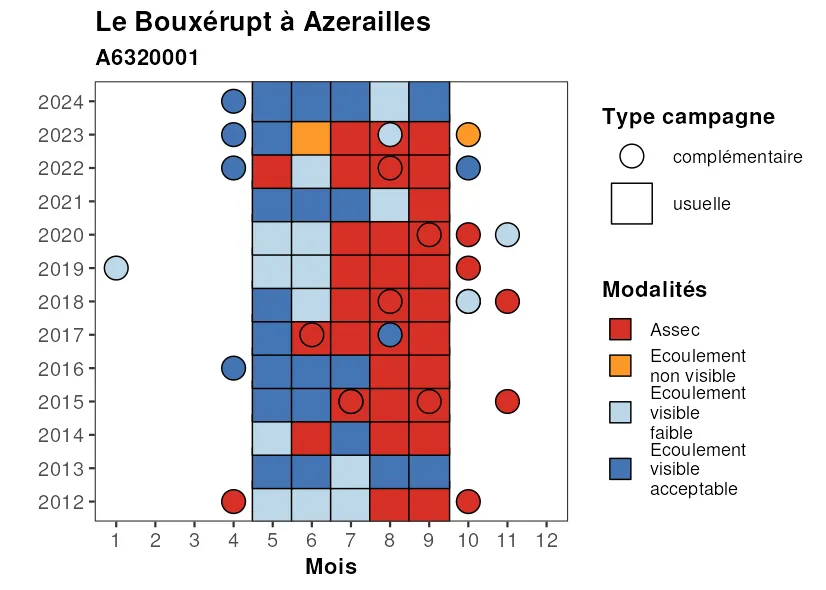 Le Bouxérupt à Azerailles
A6320001
2024
2023
2022
2021
2020
2019
2018
2017
2016
2015
2014
2013
2012
1 2 3 4 5 6 7 8 9 10 11 12
Mois
Type campagne
complémentaire
usuelle
Modalités
Assec
Ecoulement
non visible
Ecoulement
visible
faible
Ecoulement
visible
acceptable